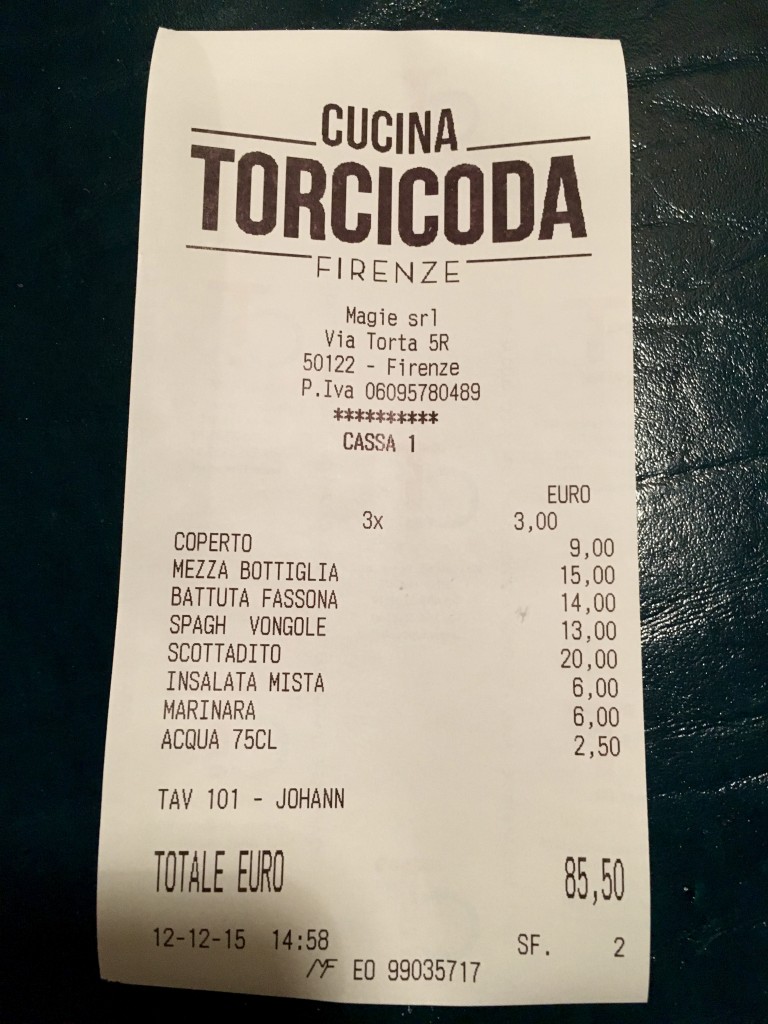 CUCINA
TORCICODA
FIRENZE
Magie srl
Via Torta 5R
50122 - Firenze
P.Iva 06095780489
**********
CASSA 1
EURO
3x 3,00
COPERTO 9,00
MEZZA BOTTIGLIA 15,00
BATTUTA FASSONA 14,00
SPAGH VONGOLE 13,00
SCOTTADITO 20,00
INSALATA MISTA 6,00
MARINARA 6,00
ACQUA 75CL 2,50
TAV 101 - JOHANN
TOTALE EURO 85,50
12-12-15 14:58 SF. 2
MF EO 99035717